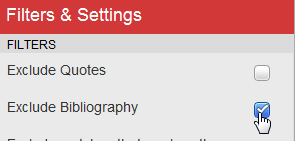 Filters & Settings
FILTERS
Exclude Quotes
Exclude Bibliography